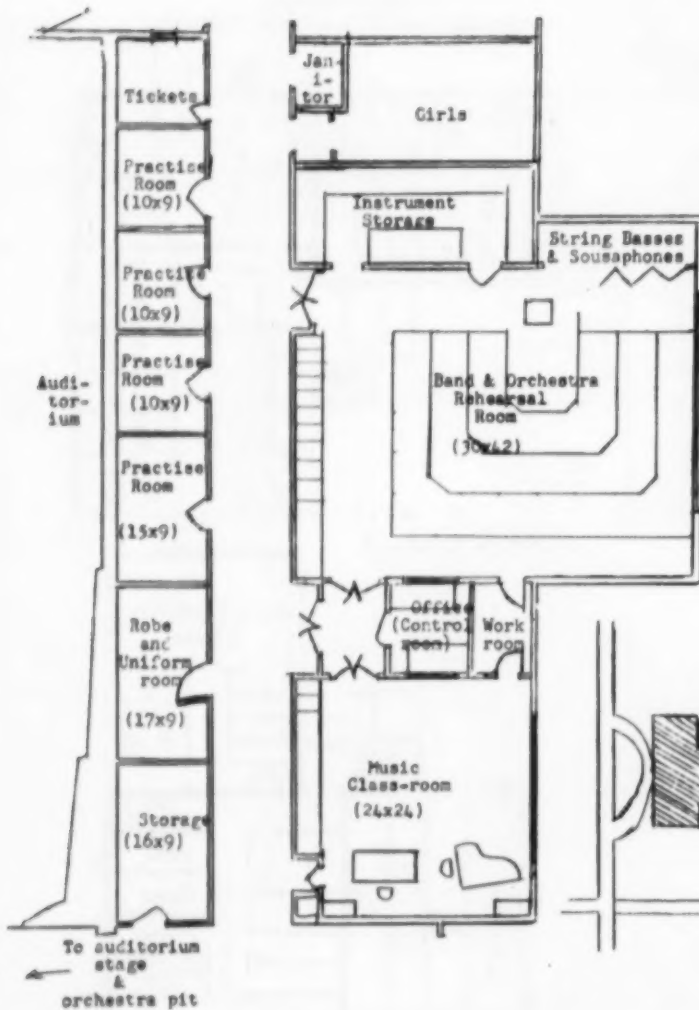 Jan-
i-
tor
Tickets
Girls
Practise
Room
(10x9)
Instrument
Storage
String Basses
& Sousaphones
Practise
Room
(10x9)
Audi-
tor-
ium
Practise
Room
(10x9)
Band & Orchestra
Rehearsal
Room
(30x42)
Practise
Room
(15x9)
Robe
and
Uniform
room
(17x9)
Office
(Control
room)
Work
room
Music
Class-room
(24x24)
Storage
(16x9)
To auditorium
stage
&
orchestra pit